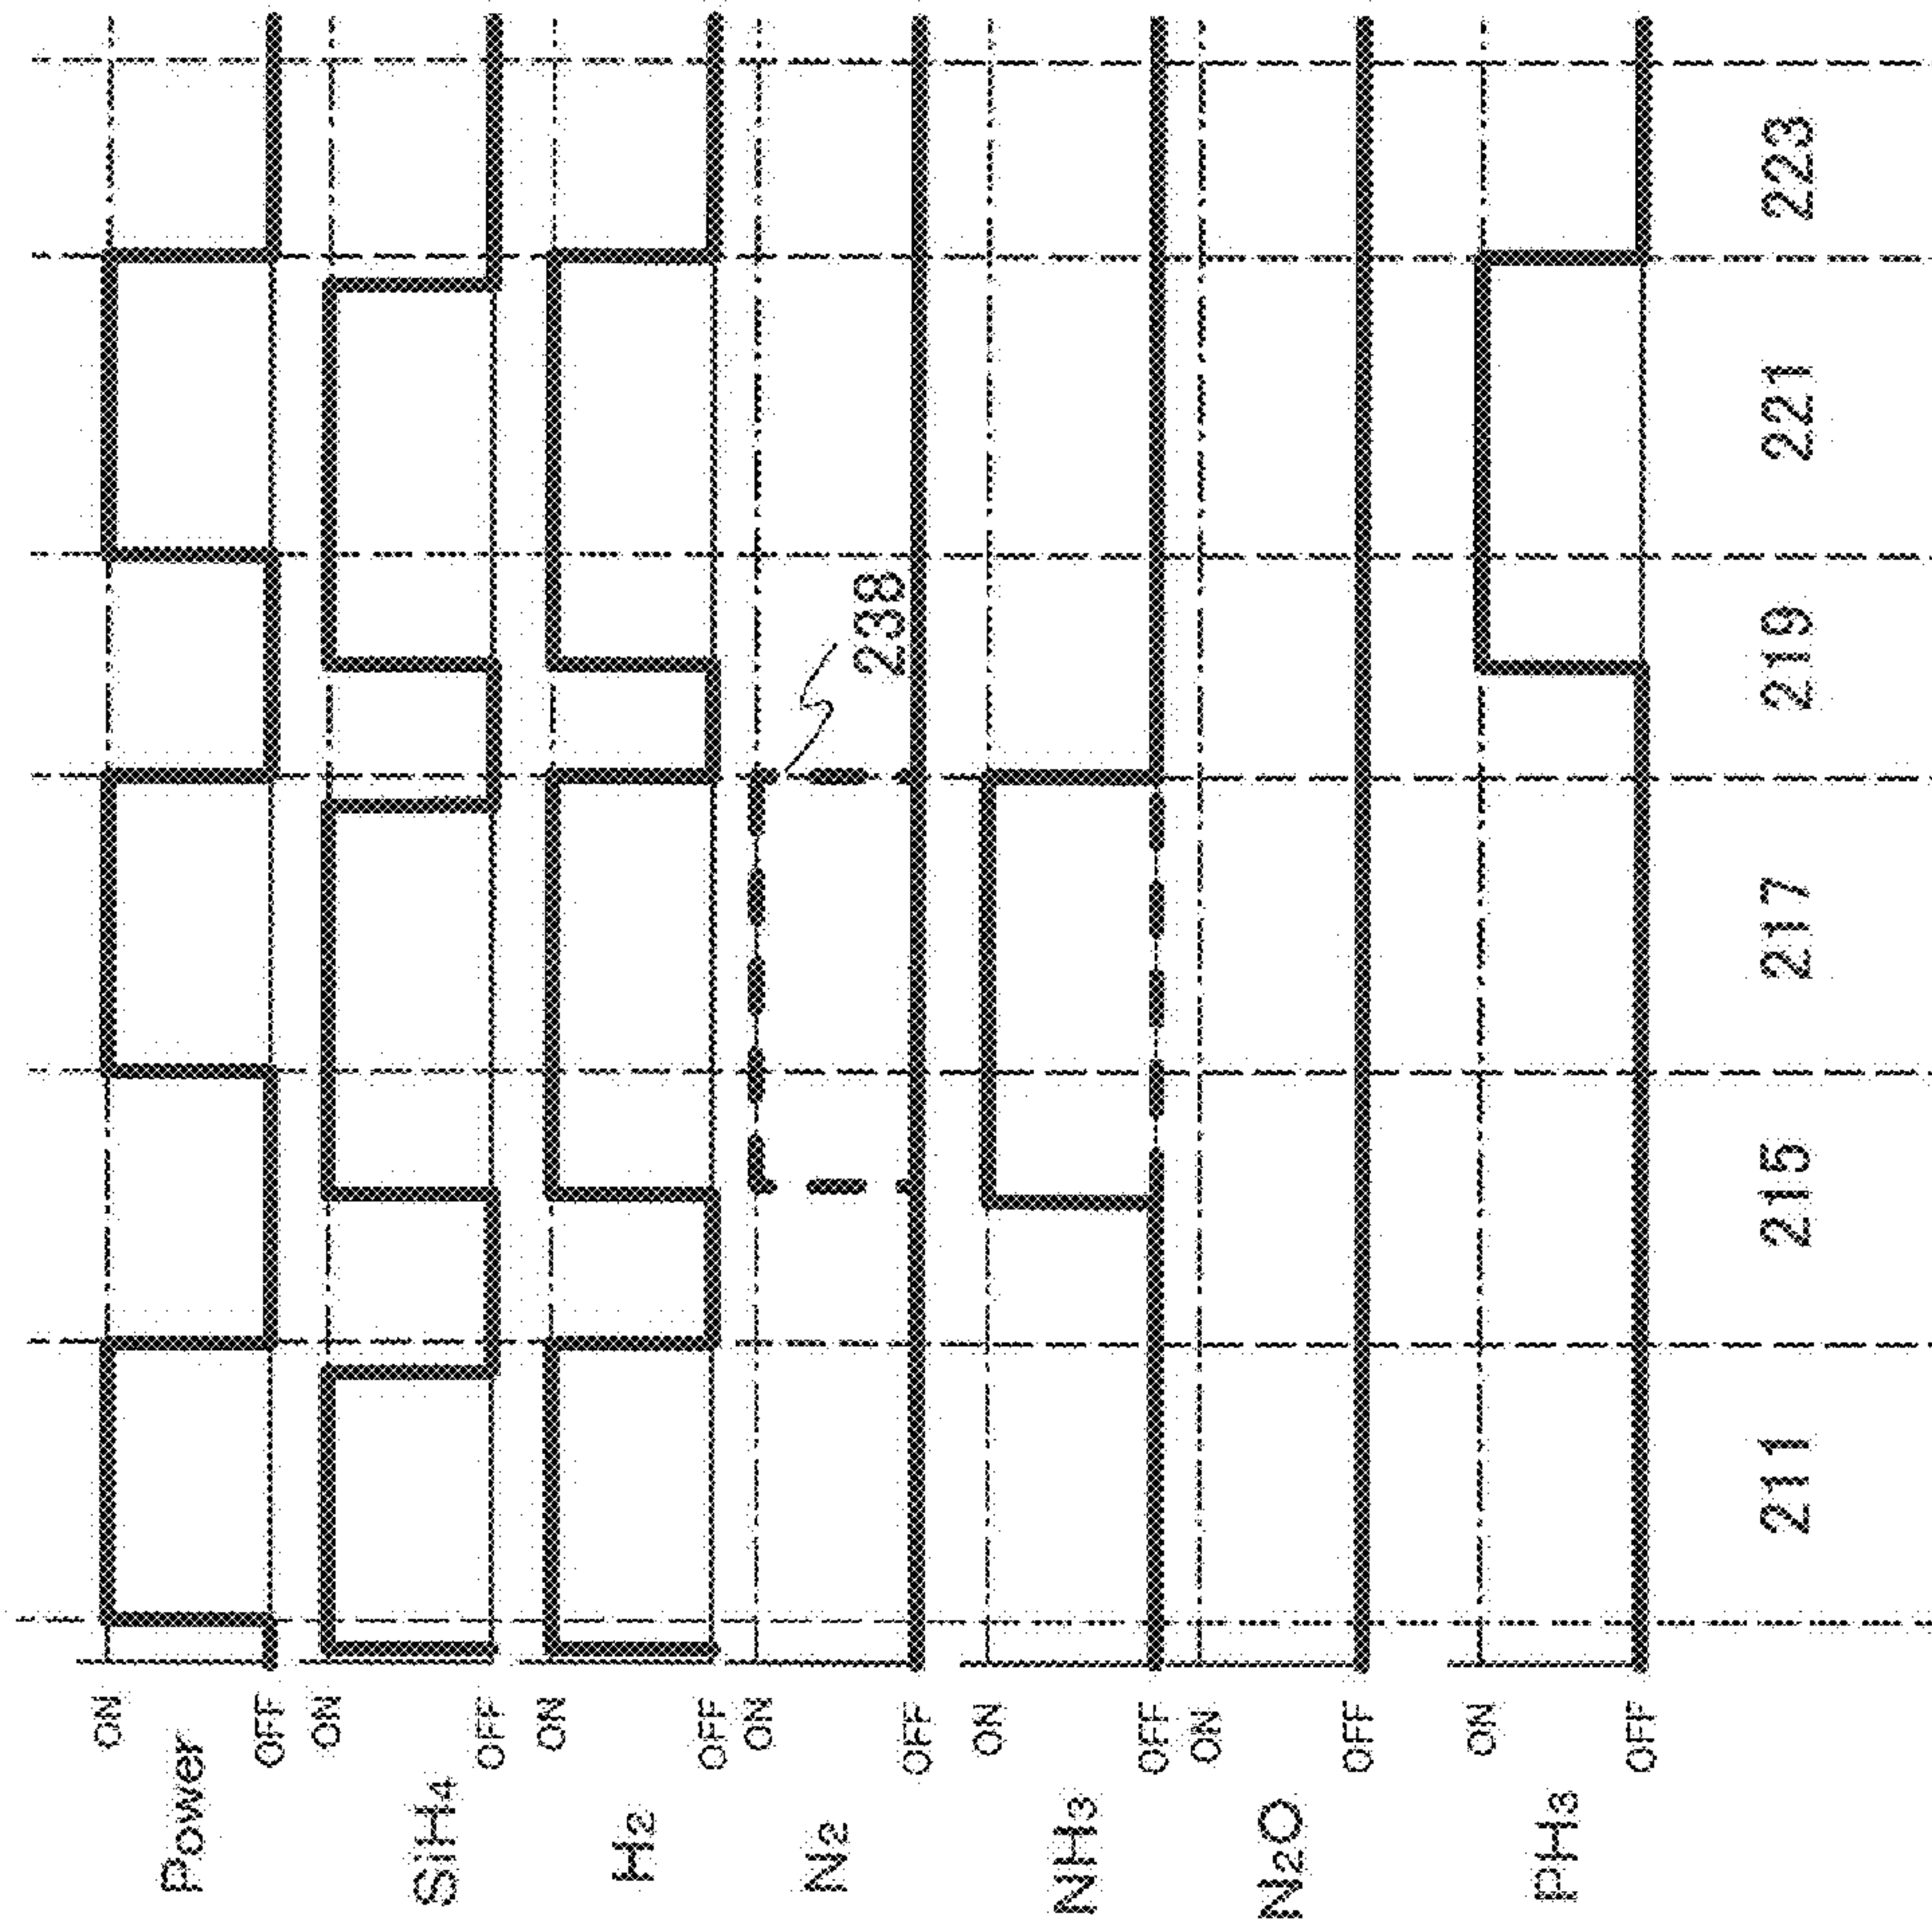 Power
ON
OFF
SiH₄
ON
OFF
H₂
ON
OFF
N₂
ON
OFF
238
NH₃
ON
OFF
N₂O
ON
OFF
PH₃
ON
OFF
211
215
217
219
221
223